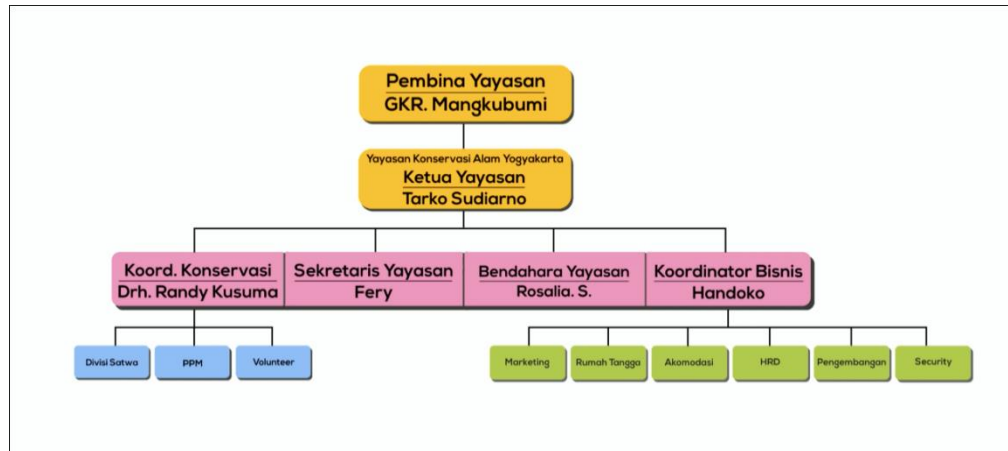 Pembina Yayasan
GKR. Mangkubumi
Yayasan Konservasi Alam Yogyakarta
Ketua Yayasan
Tarko Sudiarno
Koord. Konservasi
Drh. Randy Kusuma
Sekretaris Yayasan
Fery
Bendahara Yayasan
Rosalia. S.
Koordinator Bisnis
Handoko
Divisi Satwa
PPM
Volunteer
Marketing
Rumah Tangga
Akomodasi
HRD
Pengembangan
Security